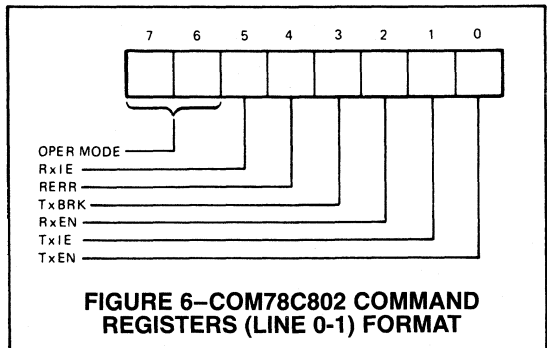 7 6 5 4 3 2 1 0
OPER MODE
RxIE
RERR
TxBRK
RxEN
TxIE
TxEN
FIGURE 6–COM78C802 COMMAND
REGISTERS (LINE 0-1) FORMAT